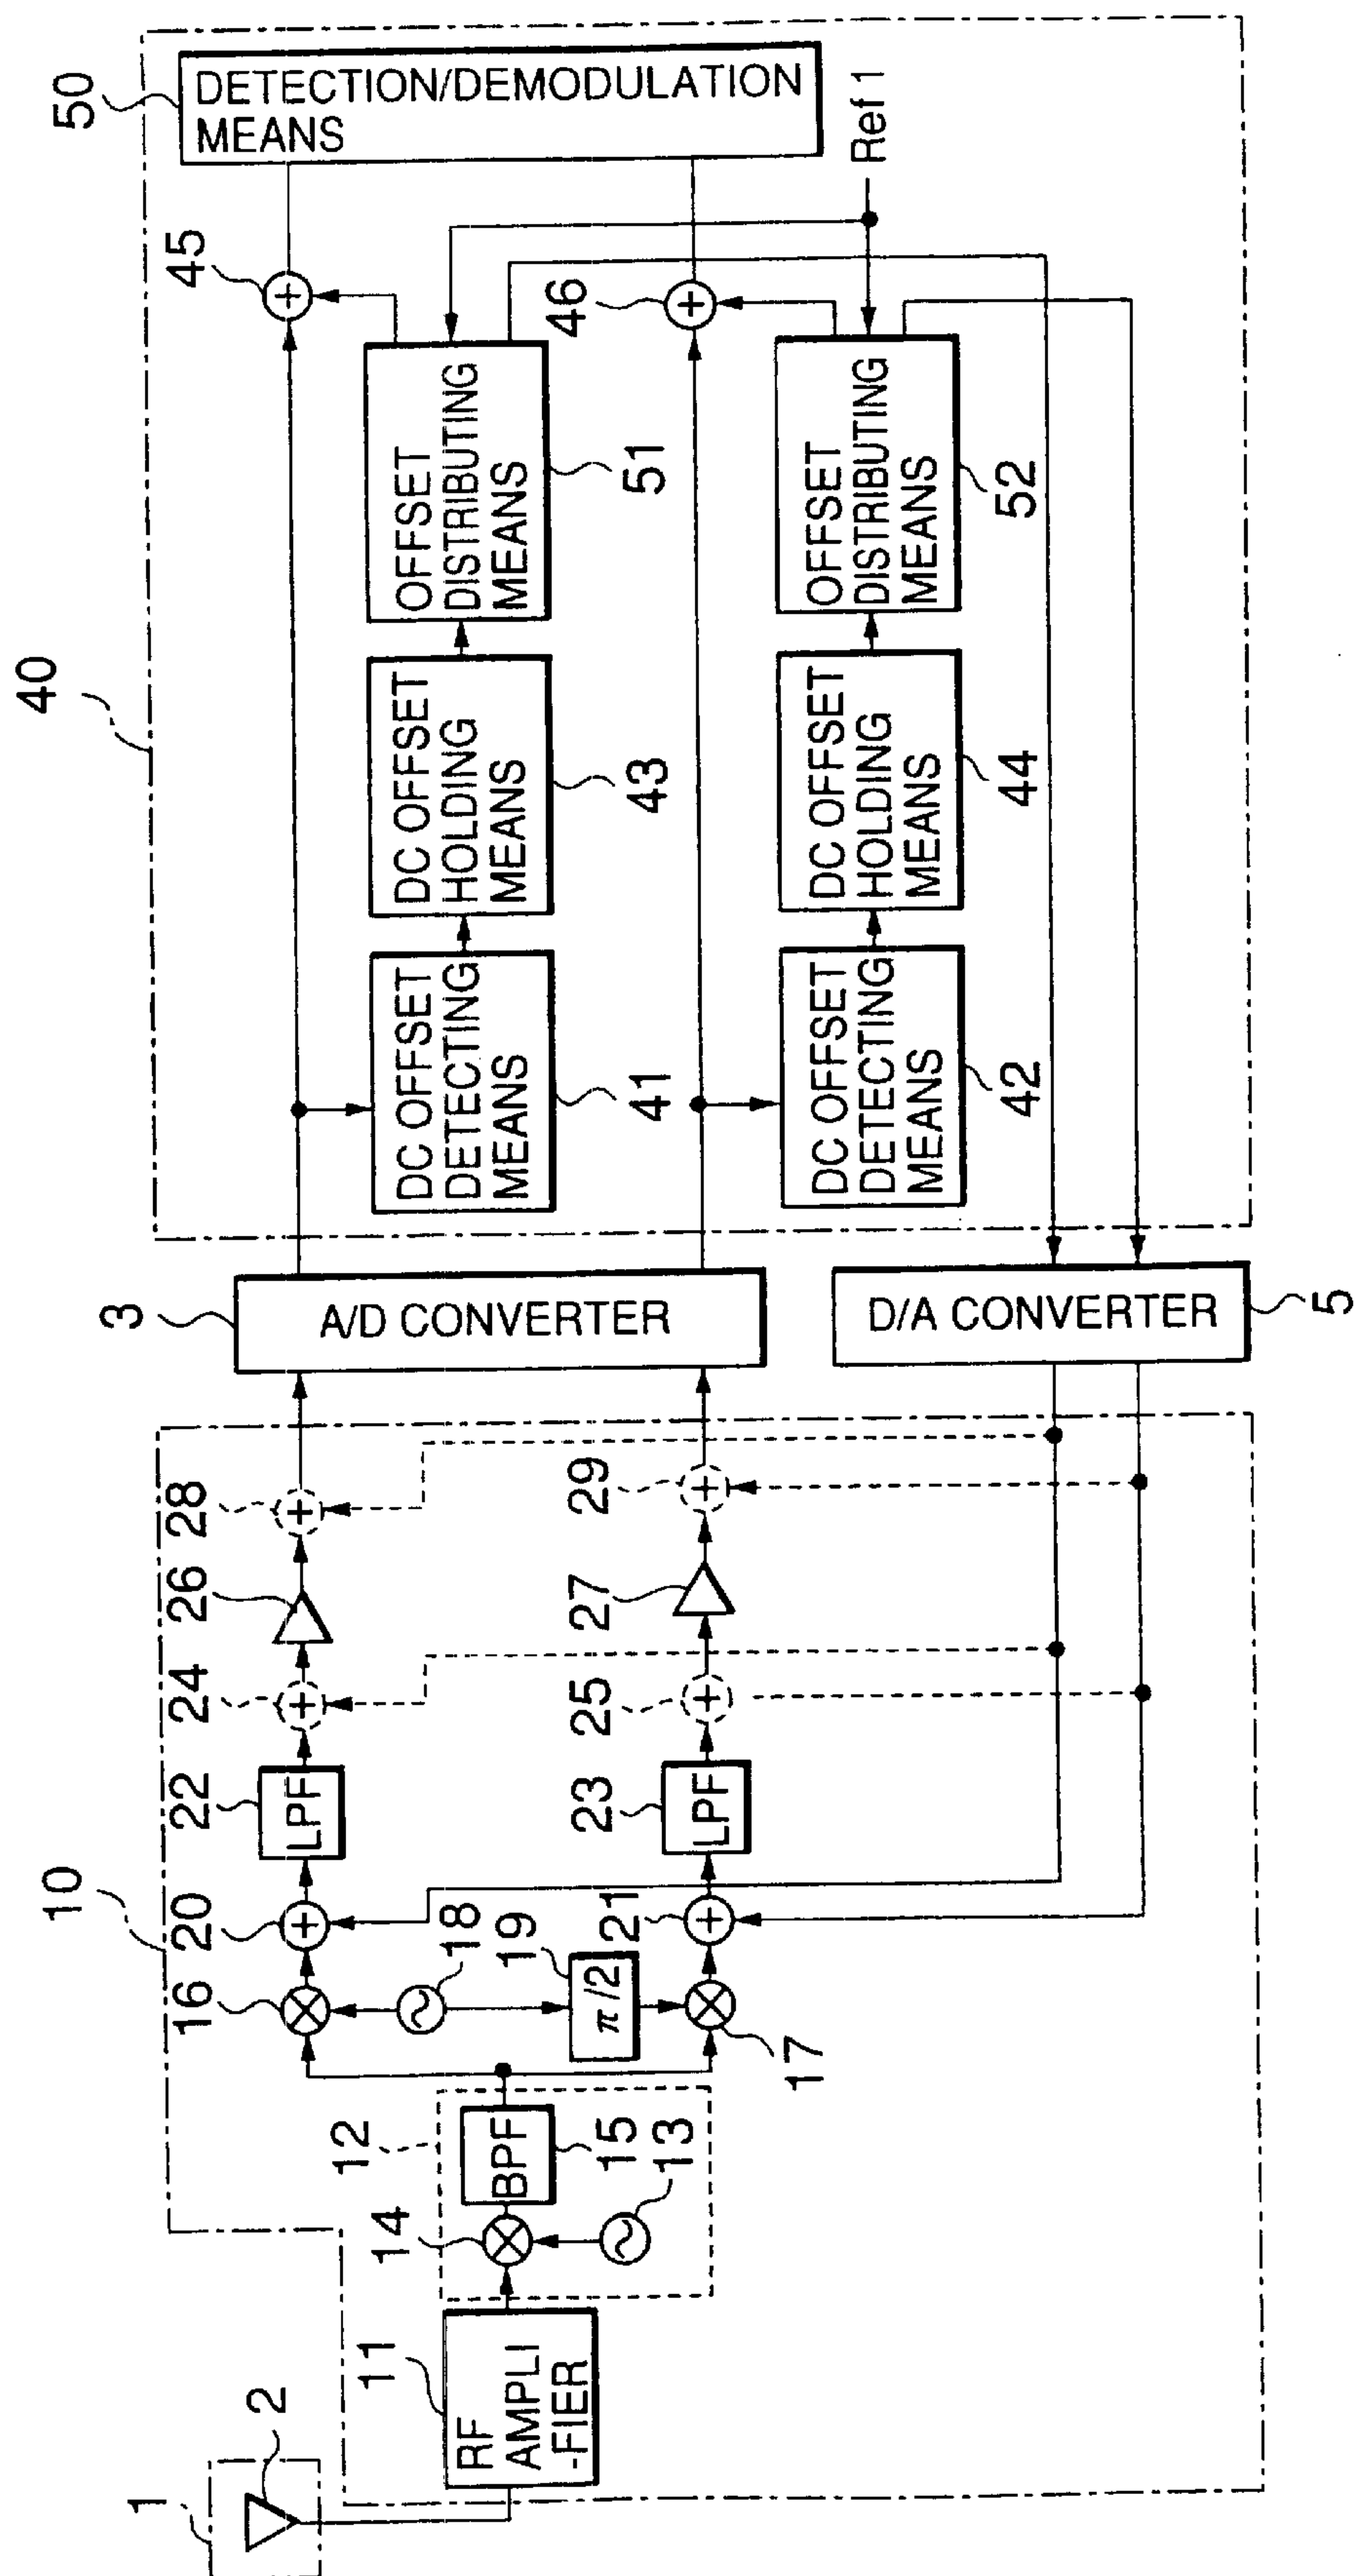 1
2
10
11
RF
AMPLI
-FIER
12
14
BPF
15
13
16
18
19
π/2
17
20
21
22
LPF
23
LPF
24
25
26
27
28
29
3
A/D CONVERTER
D/A CONVERTER
5
40
DC OFFSET
DETECTING
MEANS
41
DC OFFSET
HOLDING
MEANS
43
OFFSET
DISTRIBUTING
MEANS
51
45
DC OFFSET
DETECTING
MEANS
42
DC OFFSET
HOLDING
MEANS
44
OFFSET
DISTRIBUTING
MEANS
52
46
Ref 1
50
DETECTION/DEMODULATION
MEANS